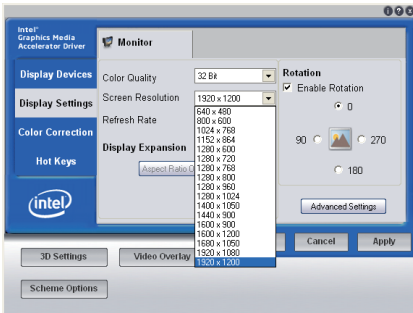 Intel®
Graphics Media
Accelerator Driver
Monitor
Display Devices
Display Settings
Color Correction
Hot Keys
intel
Color Quality
32 Bit
Screen Resolution
1920 x 1200
Refresh Rate
Display Expansion
Aspect Ratio O
640 x 480
800 x 600
1024 x 768
1152 x 864
1280 x 600
1280 x 720
1280 x 768
1280 x 800
1280 x 960
1280 x 1024
1400 x 1050
1440 x 900
1600 x 900
1600 x 1200
1680 x 1050
1920 x 1080
1920 x 1200
Rotation
Enable Rotation
0
90
270
180
Advanced Settings
Cancel
Apply
3D Settings
Video Overlay
Scheme Options